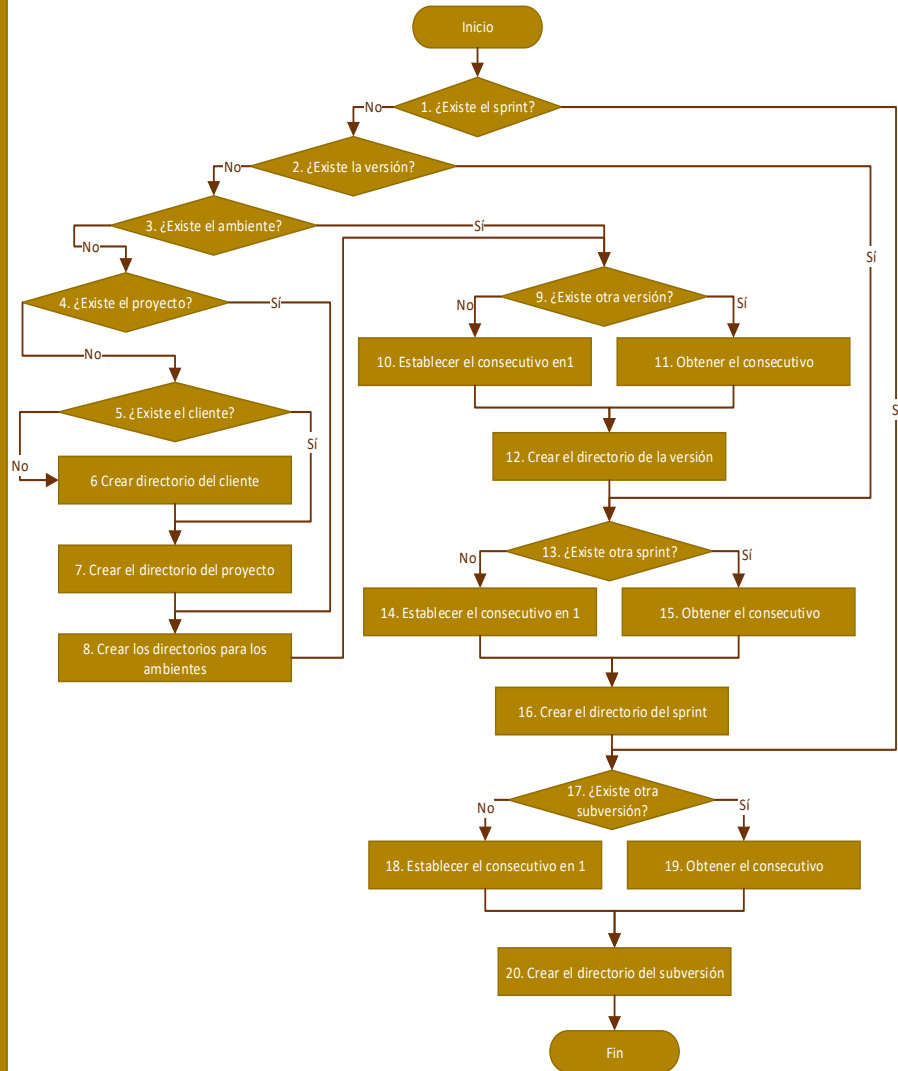 Inicio
1. ¿Existe el sprint?
No
2. ¿Existe la versión?
No
3. ¿Existe el ambiente?
Sí
No
Sí
4. ¿Existe el proyecto?
Sí
9. ¿Existe otra versión?
No
Sí
No
10. Establecer el consecutivo en1
11. Obtener el consecutivo
5. ¿Existe el cliente?
S
Sí
No
12. Crear el directorio de la versión
6 Crear directorio del cliente
13. ¿Existe otra sprint?
No
Sí
7. Crear el directorio del proyecto
14. Establecer el consecutivo en 1
15. Obtener el consecutivo
8. Crear los directorios para los
ambientes
16. Crear el directorio del sprint
17. ¿Existe otra
subversión?
No
Sí
18. Establecer el consecutivo en 1
19. Obtener el consecutivo
20. Crear el directorio del subversión
Fin